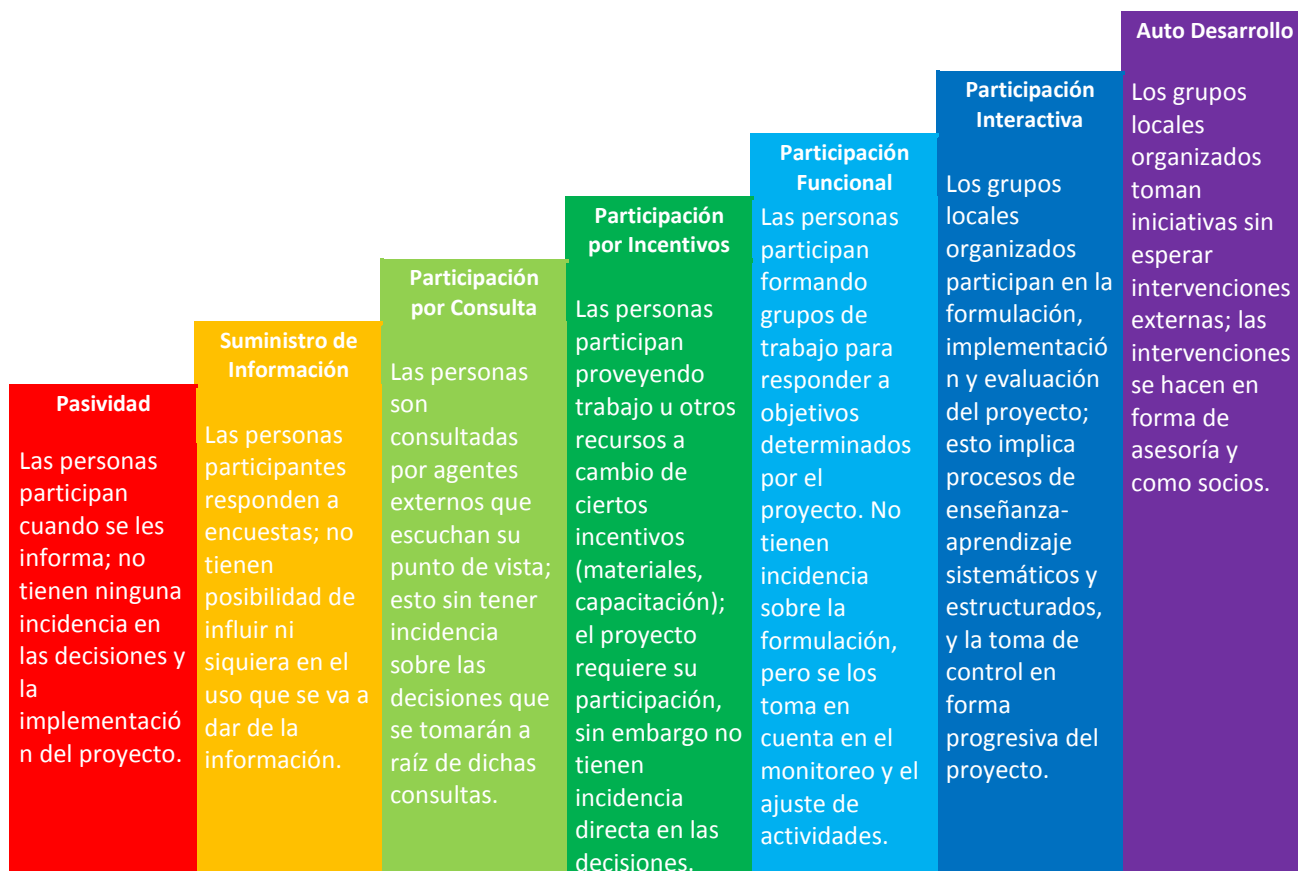 Pasividad
Las personas
participan
cuando se les
informa; no
tienen ninguna
incidencia en
las decisiones y
la
implementació
n del proyecto.
Suministro de
Información
Las personas
participantes
responden a
encuestas; no
tienen
posibilidad de
influir ni
siquiera en el
uso que se va a
dar de la
información.
Participación
por Consulta
Las personas
son
consultadas
por agentes
externos que
escuchan su
punto de vista;
esto sin tener
incidencia
sobre las
decisiones que
se tomarán a
raíz de dichas
consultas.
Participación
por Incentivos
Las personas
participan
proveyendo
trabajo u otros
recursos a
cambio de
ciertos
incentivos
(materiales,
capacitación);
el proyecto
requiere su
participación,
sin embargo no
tienen
incidencia
directa en las
decisiones.
Participación
Funcional
Las personas
participan
formando
grupos de
trabajo para
responder a
objetivos
determinados
por el
proyecto. No
tienen
incidencia
sobre la
formulación,
pero se los
toma en
cuenta en el
monitoreo y el
ajuste de
actividades.
Participación
Interactiva
Los grupos
locales
organizados
participan en la
formulación,
implementació
n y evaluación
del proyecto;
esto implica
procesos de
enseñanza-
aprendizaje
sistemáticos y
estructurados,
y la toma de
control en
forma
progresiva del
proyecto.
Auto Desarrollo
Los grupos
locales
organizados
toman
iniciativas sin
esperar
intervenciones
externas; las
intervenciones
se hacen en
forma de
asesoría y
como socios.